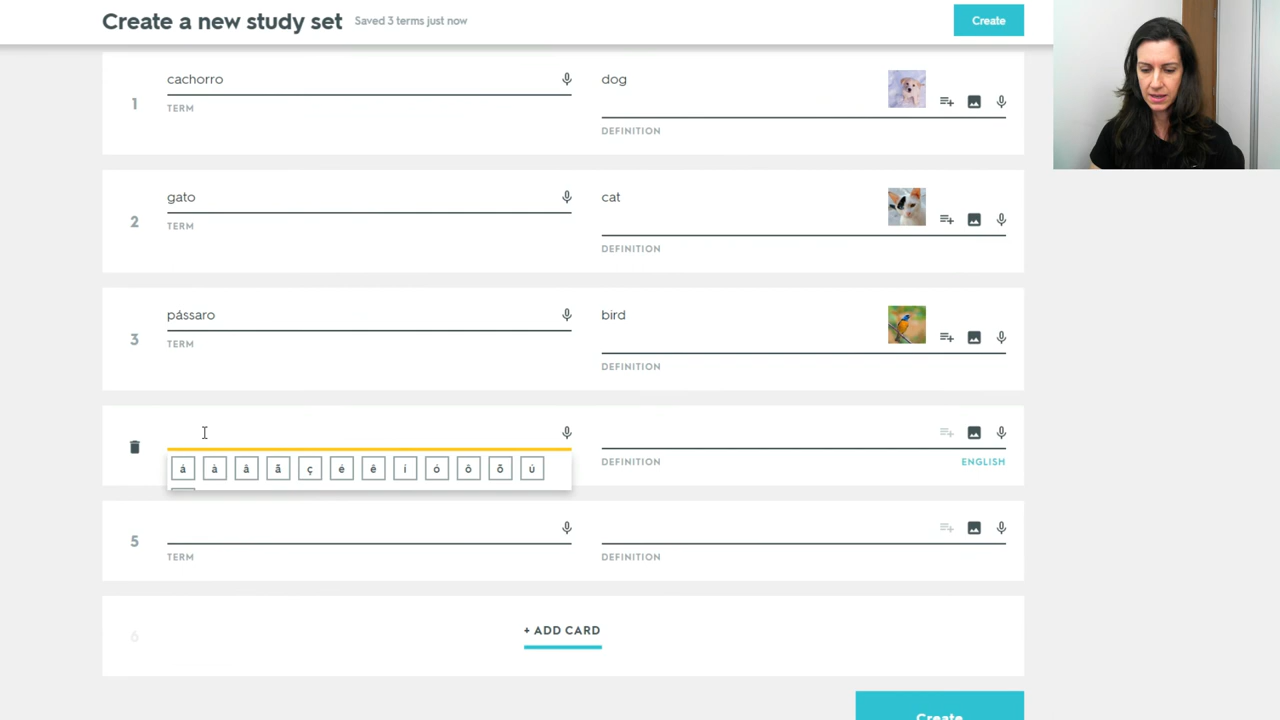 Create a new study set
Saved 3 terms just now
Create
1
cachorro
TERM
dog
DEFINITION
2
gato
TERM
cat
DEFINITION
3
pássaro
TERM
bird
DEFINITION
á à â ã ç é ê í ó ô õ ú
DEFINITION
ENGLISH
5
TERM
DEFINITION
6
+ ADD CARD
Create